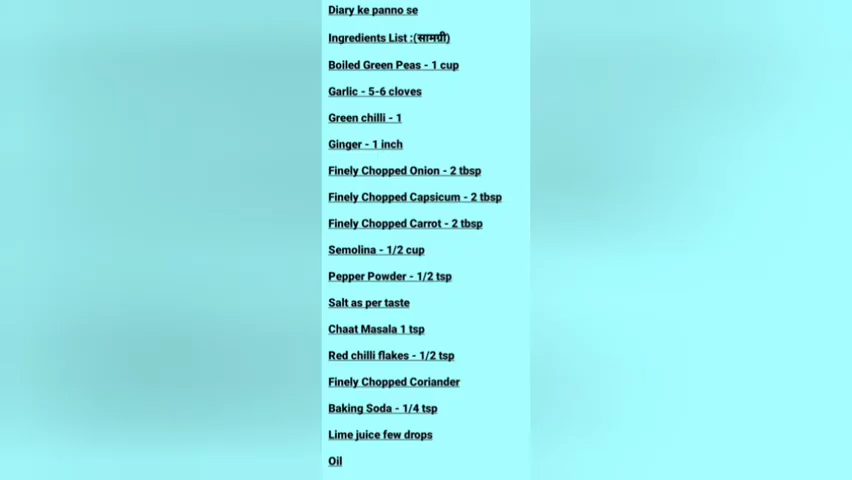 Diary ke panno se
Ingredients List :(सामग्री)
Boiled Green Peas - 1 cup
Garlic - 5-6 cloves
Green chilli - 1
Ginger - 1 inch
Finely Chopped Onion - 2 tbsp
Finely Chopped Capsicum - 2 tbsp
Finely Chopped Carrot - 2 tbsp
Semolina - 1/2 cup
Pepper Powder - 1/2 tsp
Salt as per taste
Chaat Masala 1 tsp
Red chilli flakes - 1/2 tsp
Finely Chopped Coriander
Baking Soda - 1/4 tsp
Lime juice few drops
Oil